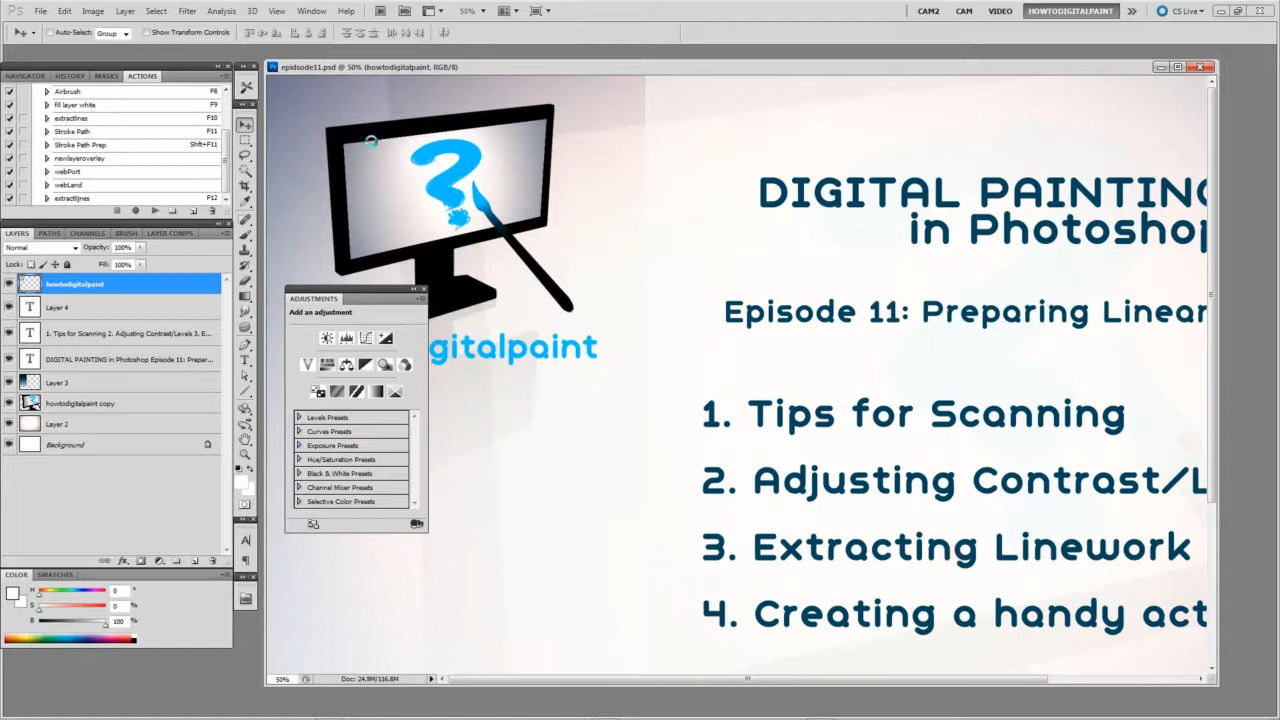 File Edit Image Layer Select Filter Analysis 3D View Window Help Br Mb 50% CAM2 CAM VIDEO HOWTODIGITALPAINT CS Live
Auto-Select: Group Show Transform Controls
NAVIGATOR HISTORY MASKS ACTIONS
Airbrush F8
fill layer white F9
extractlines F10
Stroke Path F11
Stroke Path Prep Shft+F11
newlayeroverlay
webPort
webLand
extractlijnes F12
LAYERS PATHS CHANNELS BRUSH LAYER COMPS
Normal Opacity: 100%
Lock: Fill: 100%
howtodigitalpaint
T Layer 4
T 1. Tips for Scanning 2. Adjusting Contrast/Levels 3. E...
T DIGITAL PAINTING in Photoshop Episode 11: Prepar...
Layer 3
howtodigitalpaint copy
Layer 2
Background
COLOR SWATCHES
H 0 °
S 0 %
B 100 %
Ps epidsode11.psd @ 50% (howtodigitalpaint, RGB/8)
?
gitalpaint
ADJUSTMENTS
Add an adjustment
Levels Presets
Curves Presets
Exposure Presets
Hue/Saturation Presets
Black & White Presets
Channel Mixer Presets
Selective Color Presets
DIGITAL PAINTING
in Photoshop
Episode 11: Preparing Linear
1. Tips for Scanning
2. Adjusting Contrast/L
3. Extracting Linework
4. Creating a handy act
50% Doc: 24.9M/116.8M